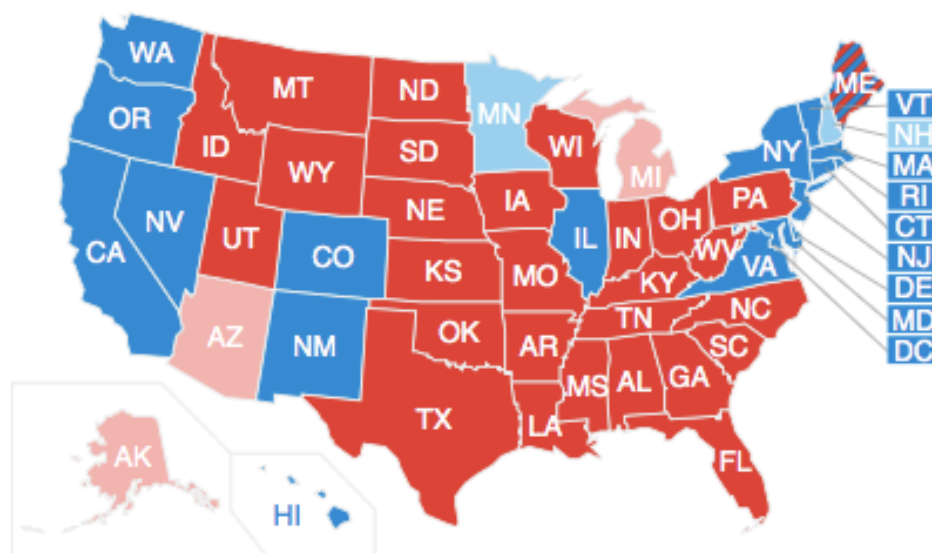 WA
MT
ND
MN
ME
VT
OR
NH
ID
SD
WI
NY
MA
WY
MI
RI
IA
PA
CT
NE
NV
OH
NJ
CA
UT
CO
IL
IN
WV
VA
DE
KS
MO
KY
MD
NC
DC
AZ
NM
OK
TN
AR
SC
MS
AL
GA
TX
LA
AK
FL
HI